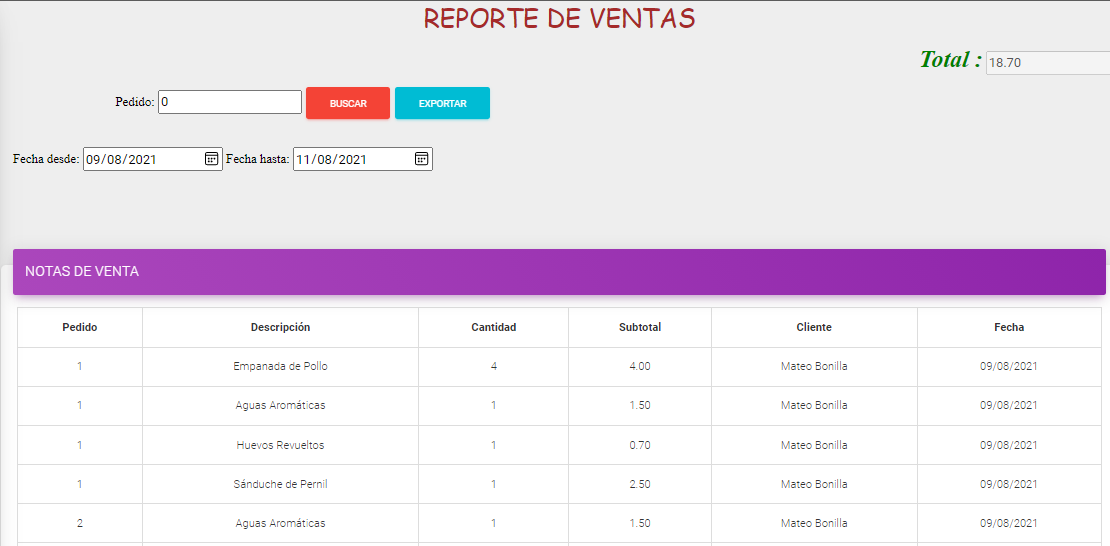 REPORTE DE VENTAS
Total : 18.70
Pedido: 0 BUSCAR EXPORTAR
Fecha desde: 09/08/2021 Fecha hasta: 11/08/2021
NOTAS DE VENTA
Pedido Descripción Cantidad Subtotal Cliente Fecha
1 Empanada de Pollo 4 4.00 Mateo Bonilla 09/08/2021
1 Aguas Aromáticas 1 1.50 Mateo Bonilla 09/08/2021
1 Huevos Revueltos 1 0.70 Mateo Bonilla 09/08/2021
1 Sánduche de Pernil 1 2.50 Mateo Bonilla 09/08/2021
2 Aguas Aromáticas 1 1.50 Mateo Bonilla 09/08/2021